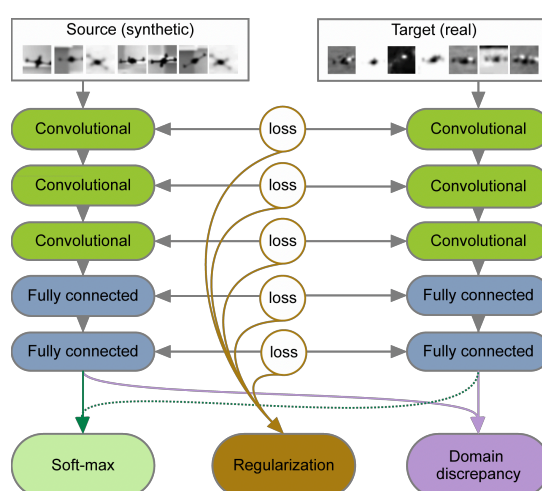 Source (synthetic)
Target (real)
Convolutional
loss
Convolutional
Convolutional
loss
Convolutional
Convolutional
loss
Convolutional
Fully connected
loss
Fully connected
Fully connected
loss
Fully connected
Soft-max
Regularization
Domain
discrepancy